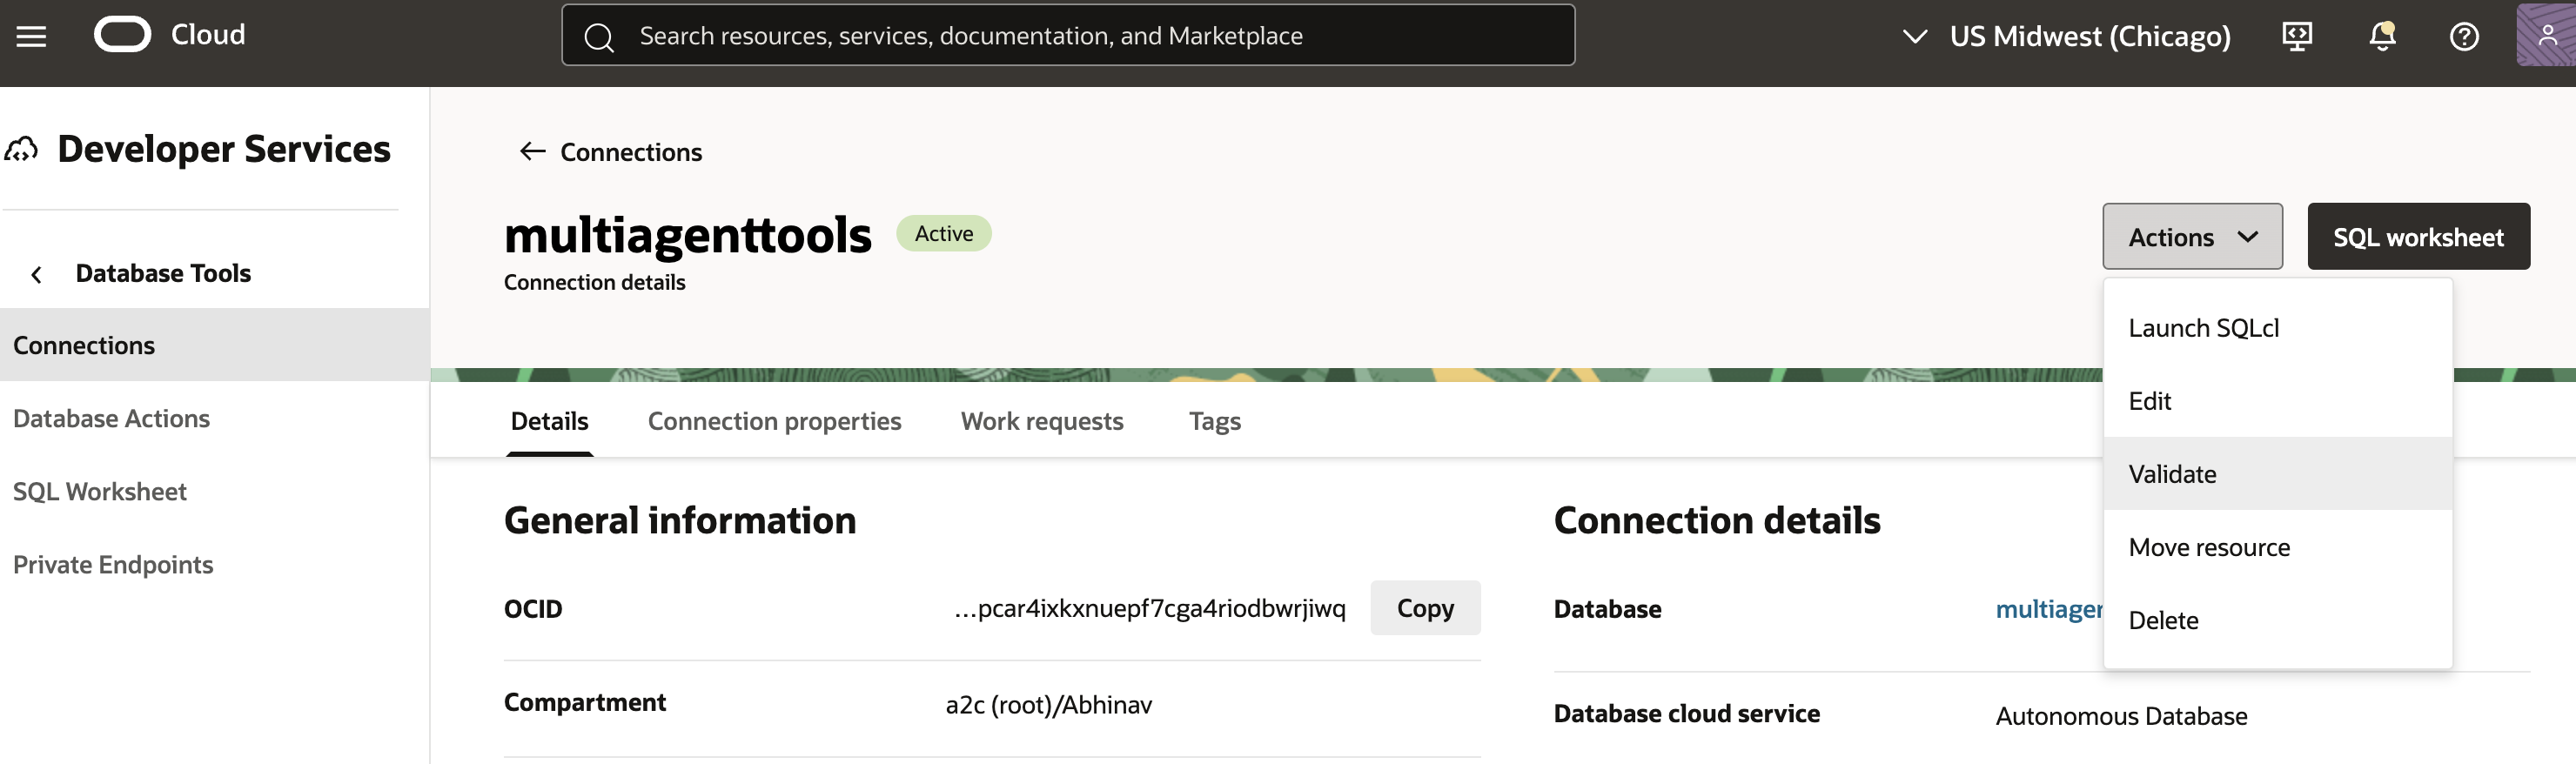 Cloud
Search resources, services, documentation, and Marketplace
US Midwest (Chicago)
Developer Services
Database Tools
Connections
Database Actions
SQL Worksheet
Private Endpoints
Connections
multiagenttools Active
Connection details
Actions
SQL worksheet
Launch SQLcl
Edit
Validate
Move resource
Delete
Details Connection properties Work requests Tags
General information
OCID ...pcar4ixkxnuepf7cga4riodbwrjiwq Copy
Compartment a2c (root)/Abhinav
Connection details
Database
Database cloud service Autonomous Database